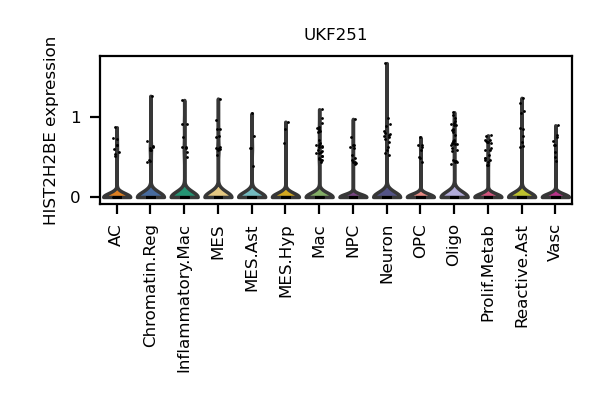 UKF251
HIST2H2BE expression
1
0
AC
Chromatin.Reg
Inflammatory.Mac
MES
MES.Ast
MES.Hyp
Mac
NPC
Neuron
OPC
Oligo
Prolif.Metab
Reactive.Ast
Vasc